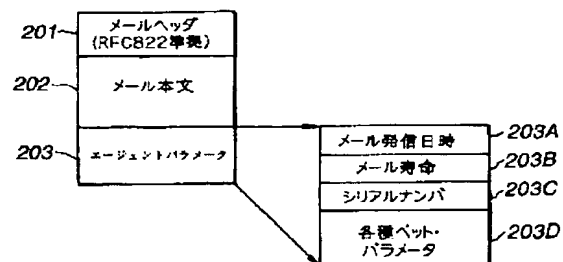 201
メールヘッダ
(RFC822準拠)
202
メール本文
203
エージェントパラメータ
メール発信日時
203A
メール寿命
203B
シリアルナンバ
203C
各種ペット・
パラメータ
203D